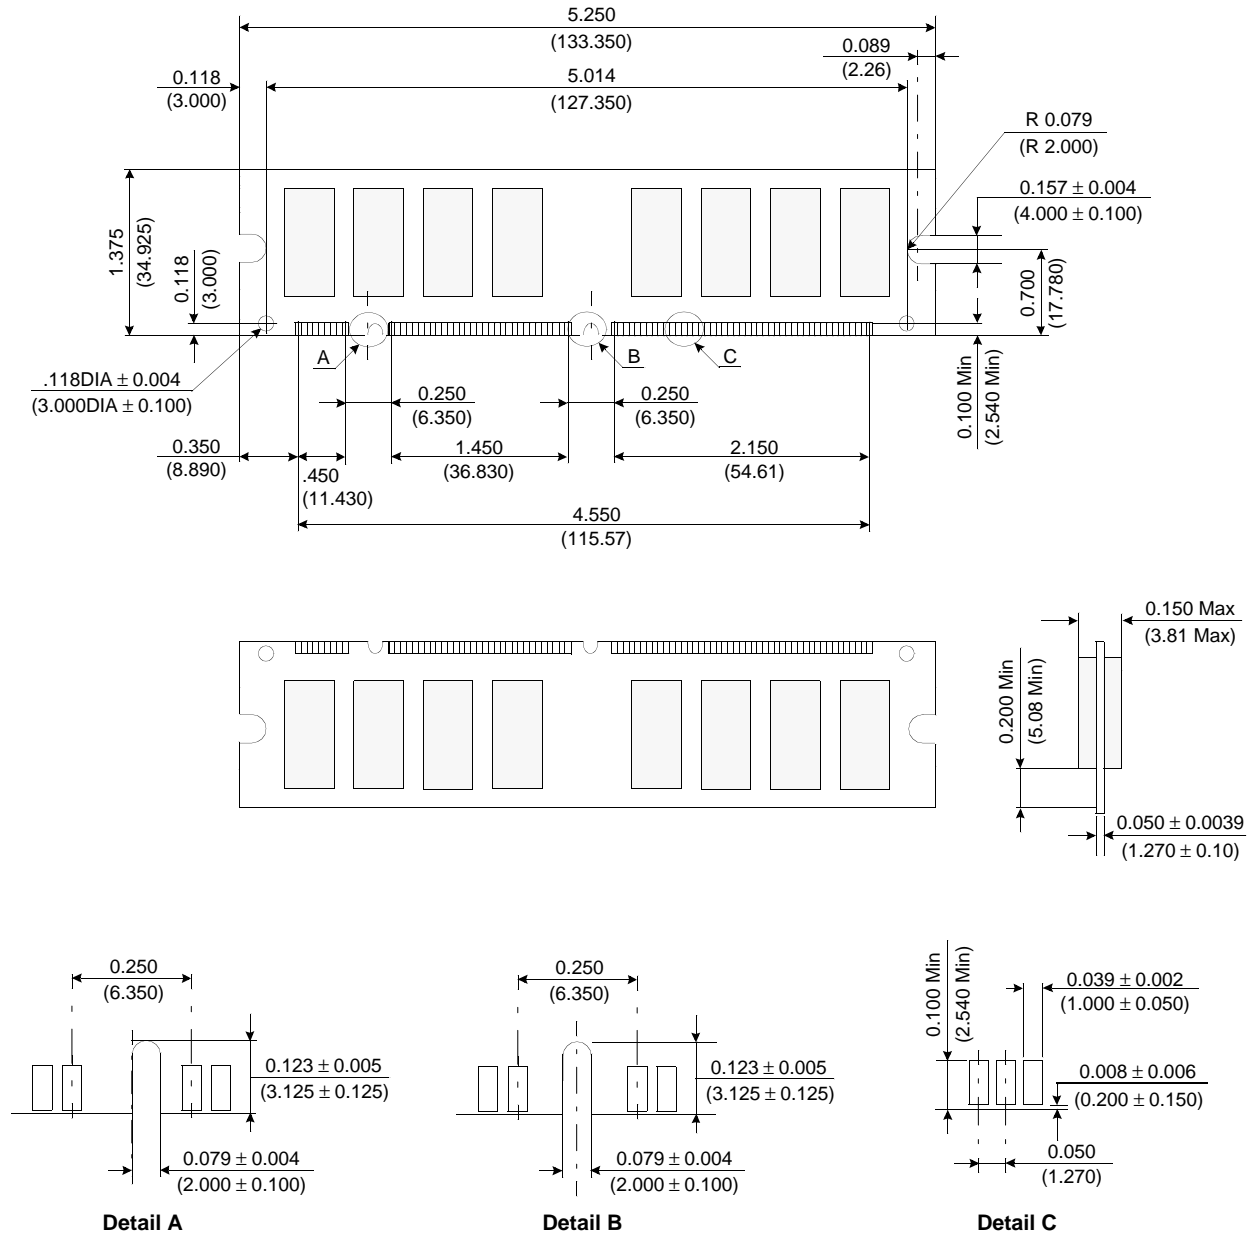 5.250
(133.350)
0.089
(2.26)
0.118
(3.000)
5.014
(127.350)
R 0.079
(R 2.000)
0.157 ± 0.004
(4.000 ± 0.100)
1.375
(34.925)
0.118
(3.000)
0.700
(17.780)
A
B
C
.118DIA ± 0.004
(3.000DIA ± 0.100)
0.250
(6.350)
0.250
(6.350)
0.100 Min
(2.540 Min)
0.350
(8.890)
.450
(11.430)
1.450
(36.830)
2.150
(54.61)
4.550
(115.57)
0.150 Max
(3.81 Max)
0.200 Min
(5.08 Min)
0.050 ± 0.0039
(1.270 ± 0.10)
0.250
(6.350)
0.123 ± 0.005
(3.125 ± 0.125)
0.079 ± 0.004
(2.000 ± 0.100)
Detail A
0.250
(6.350)
0.123 ± 0.005
(3.125 ± 0.125)
0.079 ± 0.004
(2.000 ± 0.100)
Detail B
0.100 Min
(2.540 Min)
0.039 ± 0.002
(1.000 ± 0.050)
0.008 ± 0.006
(0.200 ± 0.150)
0.050
(1.270)
Detail C